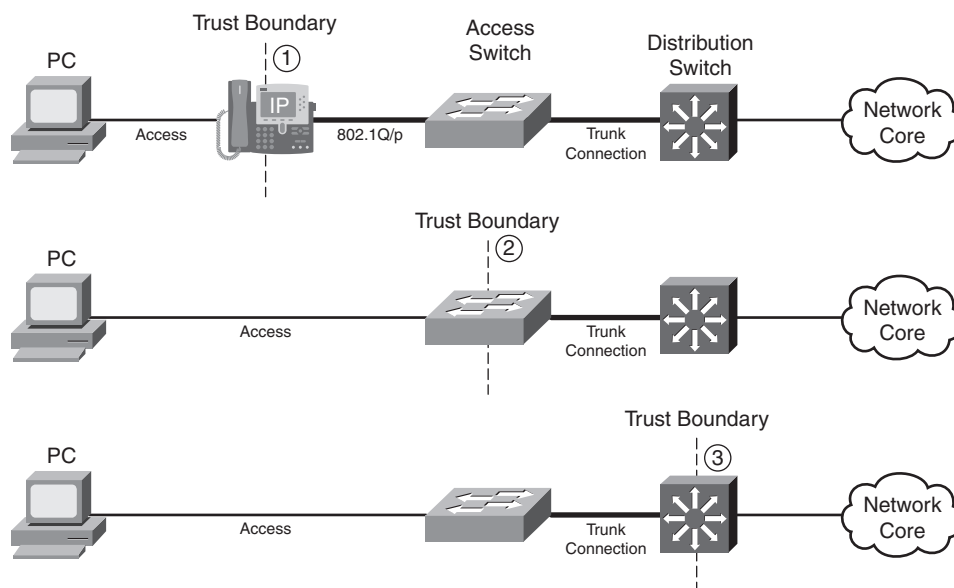 Trust Boundary
1
PC
Access
Switch
Distribution
Switch
IP
Access
802.1Q/p
Trunk
Connection
Network
Core
Trust Boundary
2
PC
Access
Trunk
Connection
Network
Core
Trust Boundary
3
PC
Access
Trunk
Connection
Network
Core